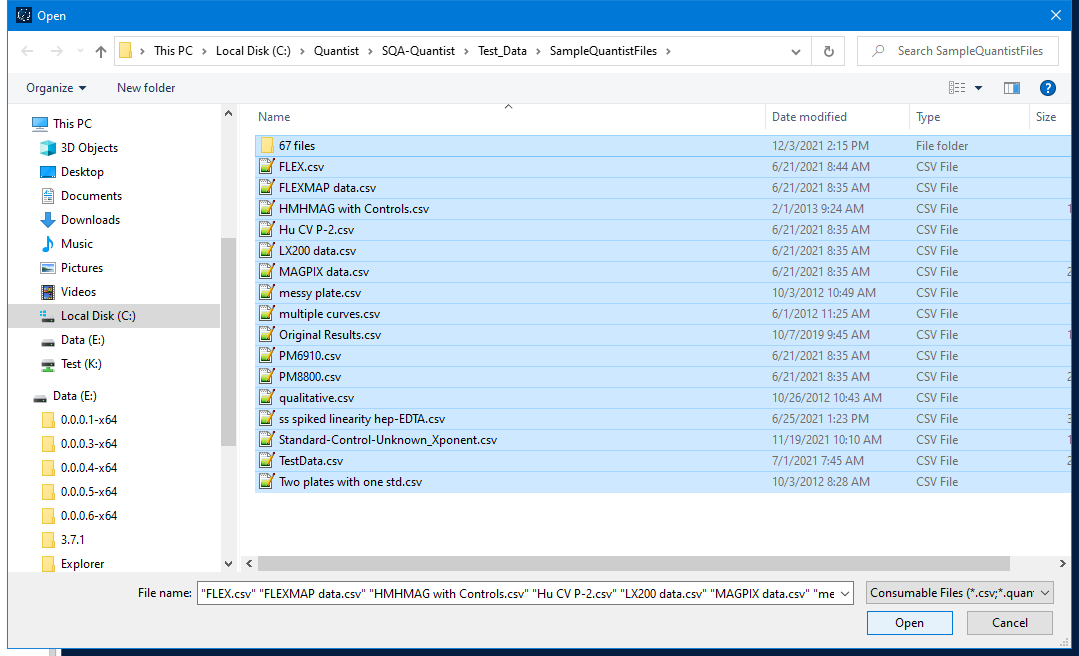 Open
This PC › Local Disk (C:) › Quantist › SQA-Quantist › Test_Data › SampleQuantistFiles ›
Search SampleQuantistFiles
Organize
New folder
This PC
3D Objects
Desktop
Documents
Downloads
Music
Pictures
Videos
Local Disk (C:)
Data (E:)
Test (K:)
Data (E:)
0.0.0.1-x64
0.0.0.3-x64
0.0.0.4-x64
0.0.0.5-x64
0.0.0.6-x64
3.7.1
Explorer
Name Date modified Type Size
67 files 12/3/2021 2:15 PM File folder
FLEX.csv 6/21/2021 8:44 AM CSV File
FLEXMAP data.csv 6/21/2021 8:35 AM CSV File
HMHMAG with Controls.csv 2/1/2013 9:24 AM CSV File 1
Hu CV P-2.csv 6/21/2021 8:35 AM CSV File
LX200 data.csv 6/21/2021 8:35 AM CSV File
MAGPIX data.csv 6/21/2021 8:35 AM CSV File 2
messy plate.csv 10/3/2012 10:49 AM CSV File
multiple curves.csv 6/1/2012 11:25 AM CSV File
Original Results.csv 10/7/2019 9:45 AM CSV File 1
PM6910.csv 6/21/2021 8:35 AM CSV File
PM8800.csv 6/21/2021 8:35 AM CSV File 2
qualitative.csv 10/26/2012 10:43 AM CSV File
ss spiked linearity hep-EDTA.csv 6/25/2021 1:23 PM CSV File 3
Standard-Control-Unknown_Xponent.csv 11/19/2021 10:10 AM CSV File 1
TestData.csv 7/1/2021 7:45 AM CSV File 2
Two plates with one std.csv 10/3/2012 8:28 AM CSV File
File name: "FLEX.csv" "FLEXMAP data.csv" "HMHMAG with Controls.csv" "Hu CV P-2.csv" "LX200 data.csv" "MAGPIX data.csv" "me
Consumable Files (*.csv;*.quan
Open
Cancel